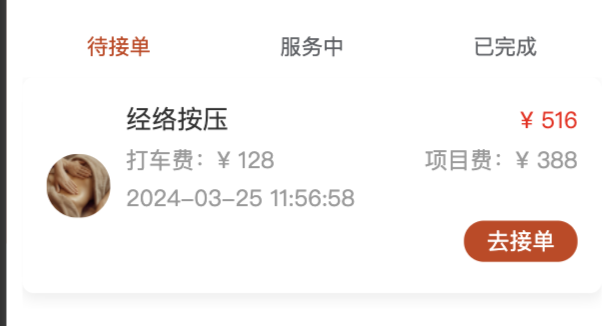 待接单 服务中 已完成
经络按压 ¥ 516
打车费：¥ 128 项目费：¥ 388
2024-03-25 11:56:58
去接单